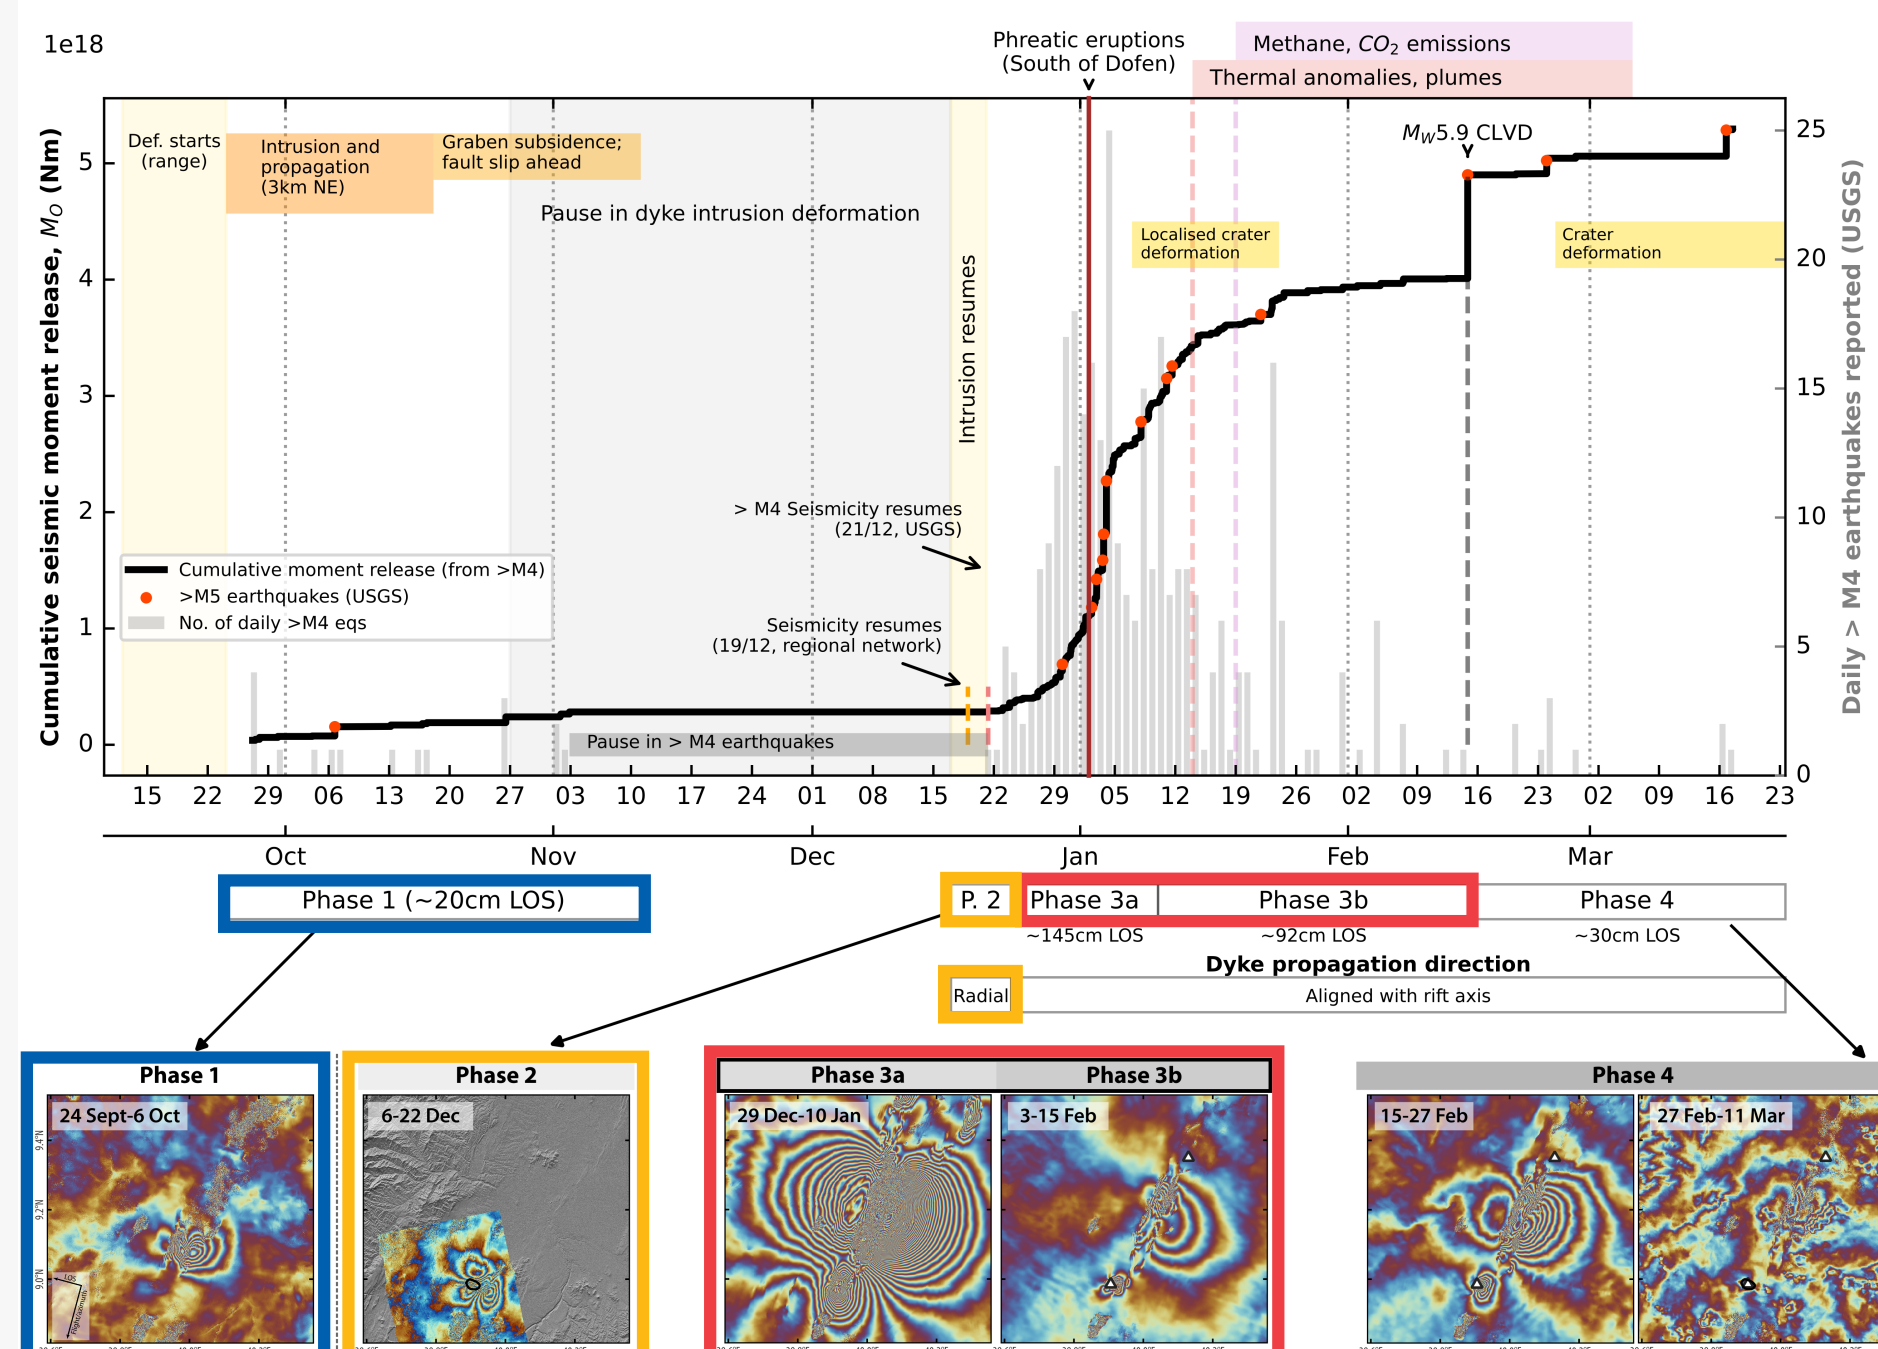 1e18
Phreatic eruptions
(South of Dofen)
Methane, CO2 emissions
Thermal anomalies, plumes
Def. starts
(range)
Intrusion and
propagation
(3km NE)
Graben subsidence;
fault slip ahead
Pause in dyke intrusion deformation
Intrusion resumes
MW5.9 CLVD
Localised crater
deformation
Crater
deformation
> M4 Seismicity resumes
(21/12, USGS)
Seismicity resumes
(19/12, regional network)
Cumulative moment release (from >M4)
>M5 earthquakes (USGS)
No. of daily >M4 eqs
Pause in > M4 earthquakes
Cumulative seismic moment release, MO (Nm)
5
4
3
2
1
0
Daily > M4 earthquakes reported (USGS)
25
20
15
10
5
0
15 22 29 06 13 20 27 03 10 17 24 01 08 15 22 29 05 12 19 26 02 09 16 23 02 09 16 23
Oct Nov Dec Jan Feb Mar
Phase 1 (~20cm LOS)
P. 2
Phase 3a
Phase 3b
Phase 4
~145cm LOS
~92cm LOS
~30cm LOS
Dyke propagation direction
Radial
Aligned with rift axis
Phase 1
Phase 2
Phase 3a
Phase 3b
Phase 4
24 Sept-6 Oct
6-22 Dec
29 Dec-10 Jan
3-15 Feb
15-27 Feb
27 Feb-11 Mar
9.4°N
9.2°N
9.0°N
LOS
Flight/azimuth